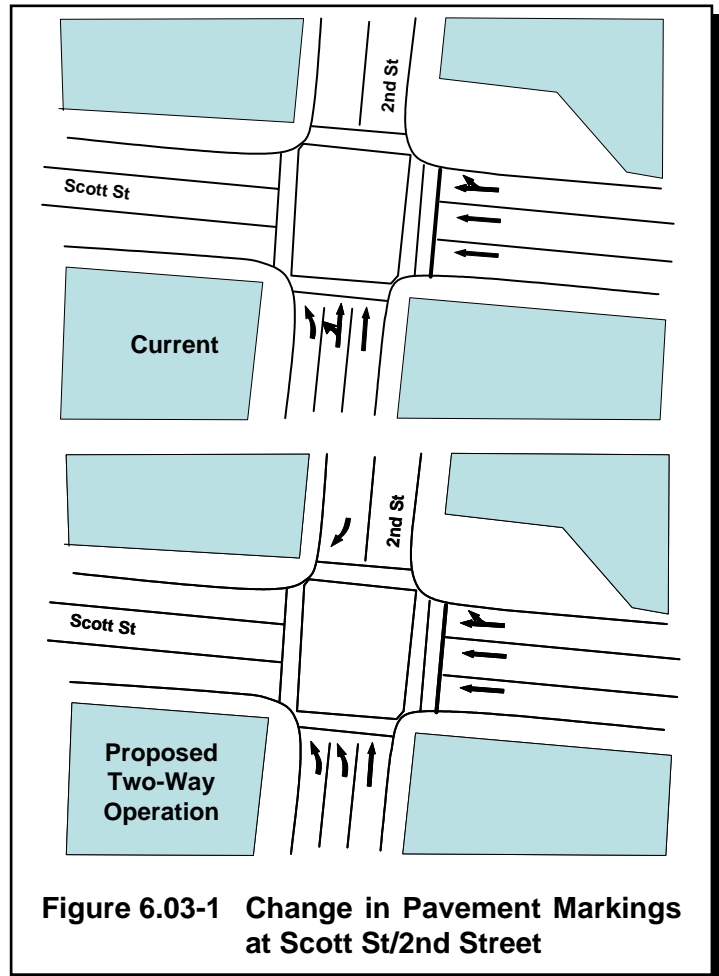 2nd St
Scott St
Current
2nd St
Scott St
Proposed
Two-Way
Operation
Figure 6.03-1 Change in Pavement Markings
at Scott St/2nd Street